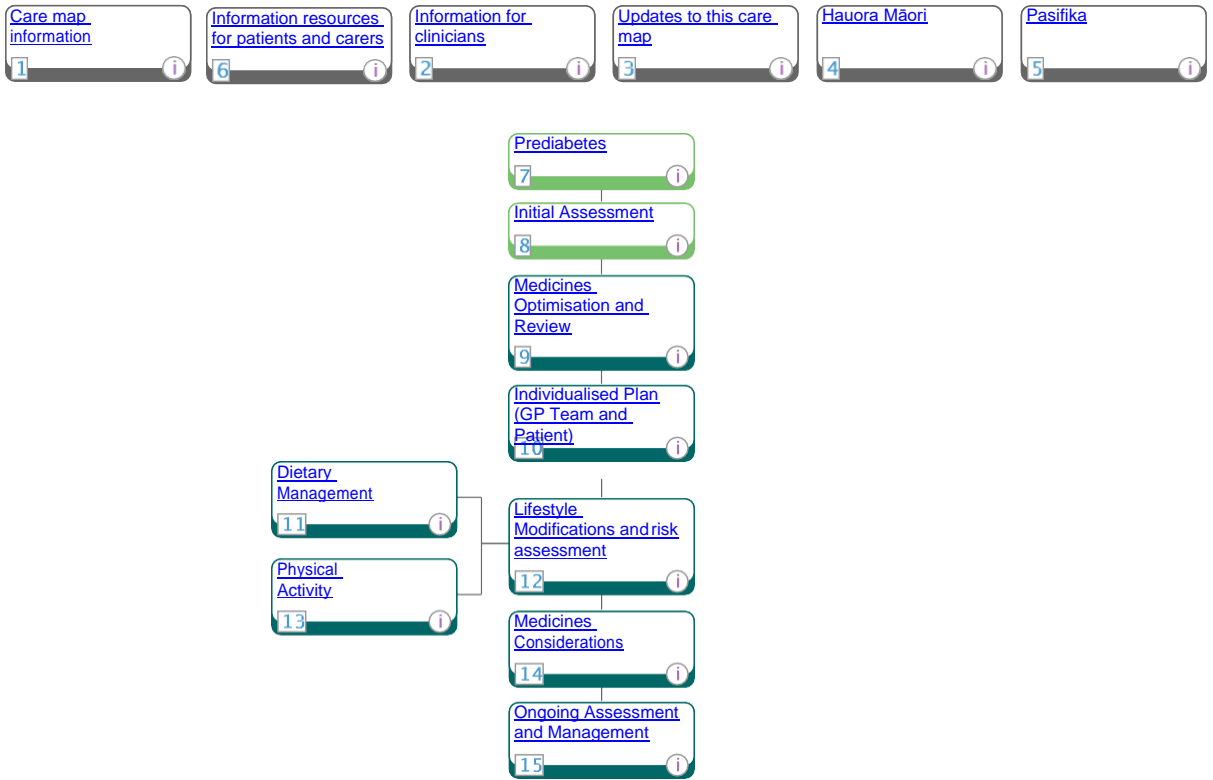 Care map
information
1
i
Information resources
for patients and carers
6
i
Information for
clinicians
2
i
Updates to this care
map
3
i
Hauora Māori
4
i
Pasifika
5
i
Prediabetes
7
i
Initial Assessment
8
i
Medicines
Optimisation and
Review
9
i
Individualised Plan
(GP Team and
Patient)
10
i
Dietary
Management
11
i
Lifestyle
Modifications and risk
assessment
12
i
Physical
Activity
13
i
Medicines
Considerations
14
i
Ongoing Assessment
and Management
15
i